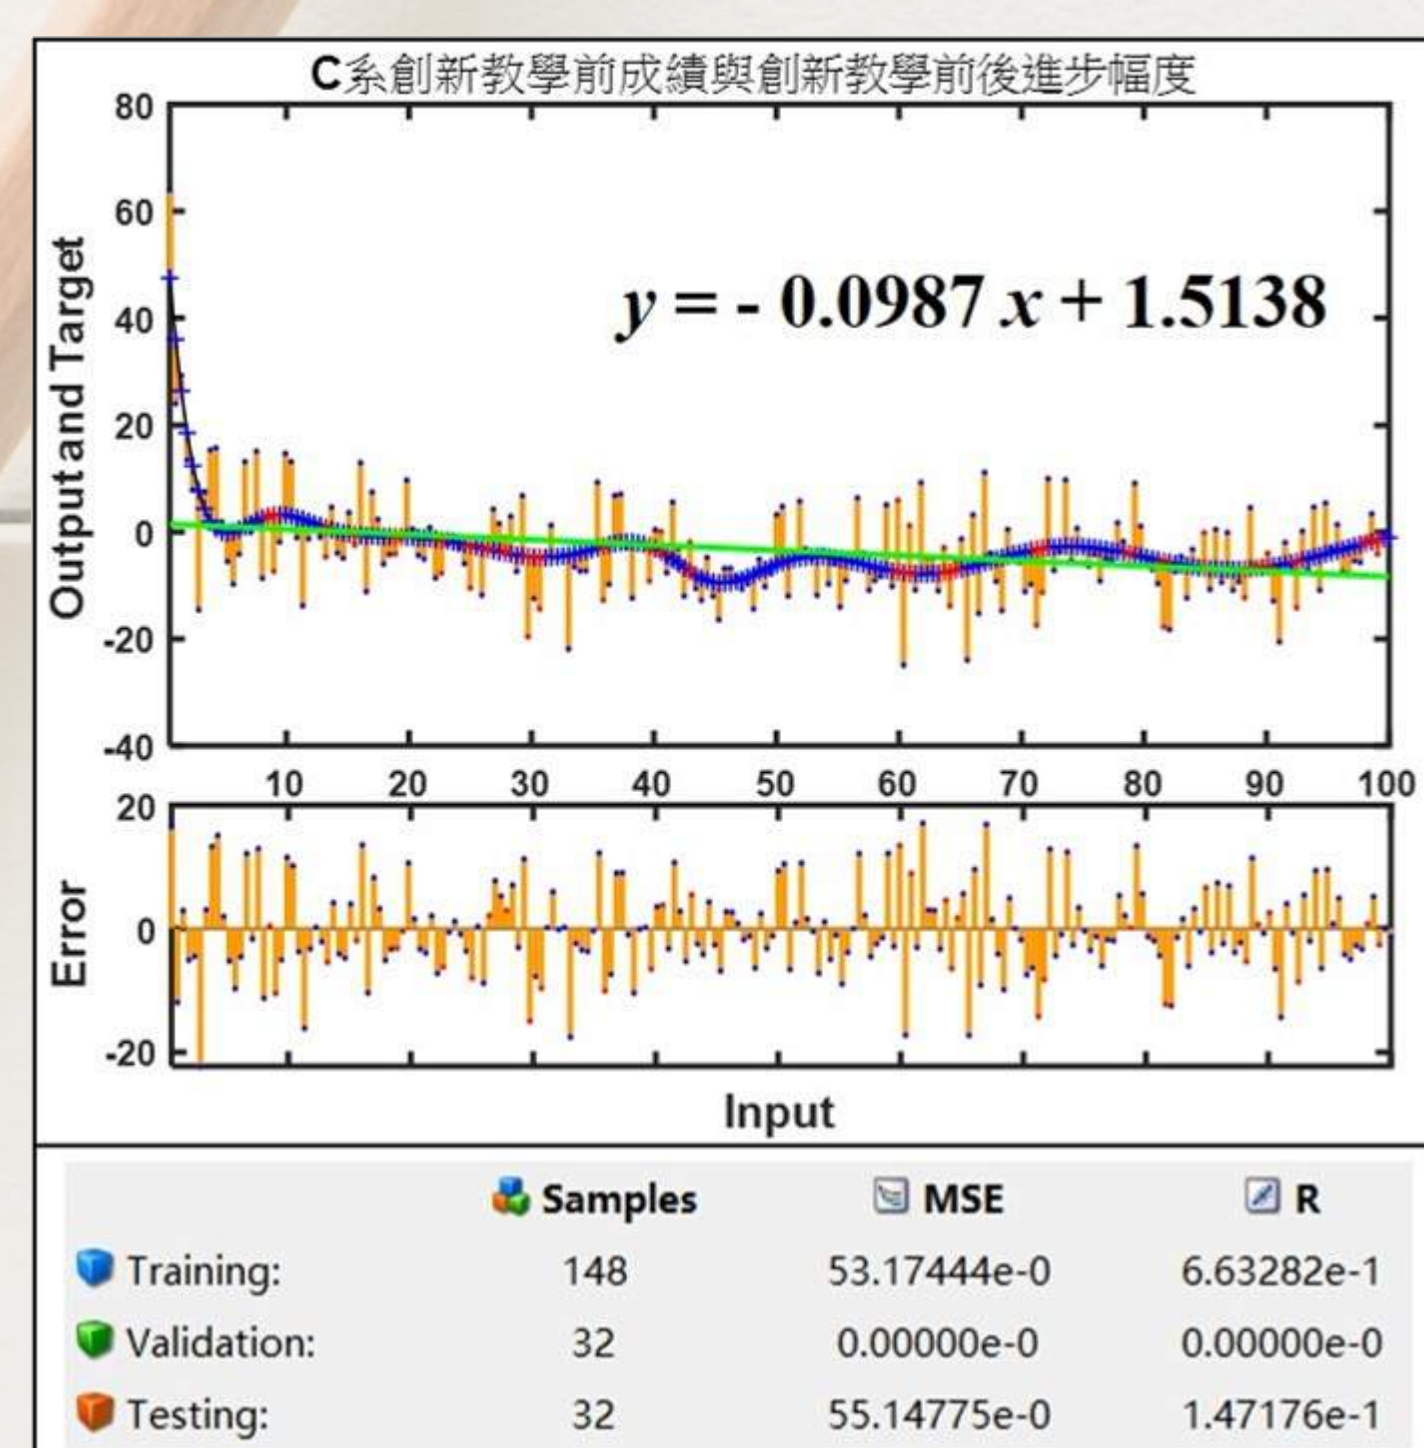 C系創新教學前成績與創新教學前後進步幅度
80
60
40
20
0
-20
-40
Output and Target
y = - 0.0987 x + 1.5138
10 20 30 40 50 60 70 80 90 100
20
0
-20
Error
Input
Samples MSE R
Training: 148 53.17444e-0 6.63282e-1
Validation: 32 0.00000e-0 0.00000e-0
Testing: 32 55.14775e-0 1.47176e-1